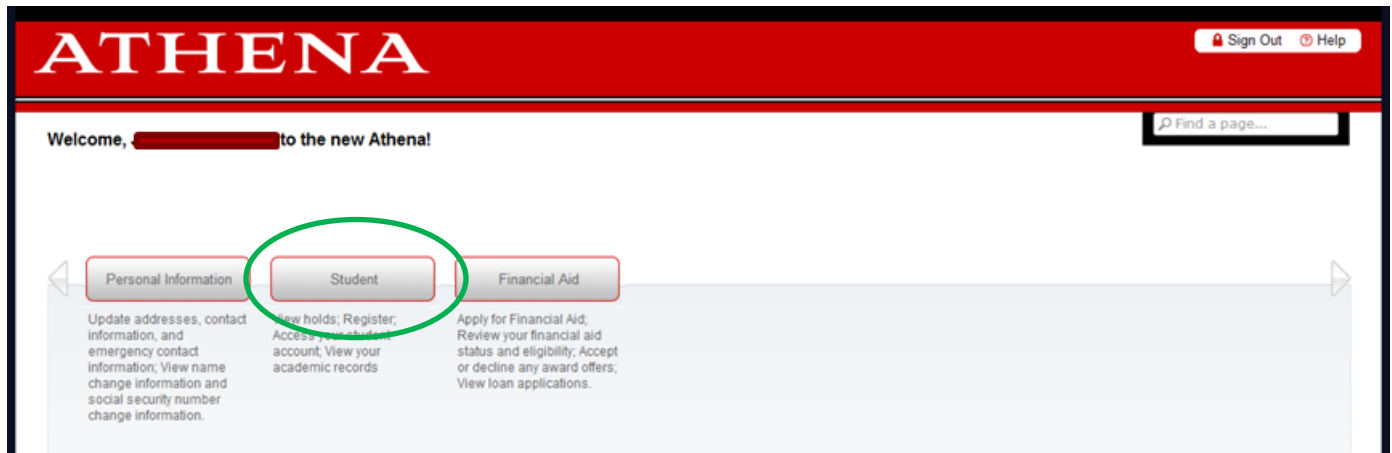 ATHENA
Sign Out Help
Find a page...
Welcome, to the new Athena!
Personal Information
Student
Financial Aid
Update addresses, contact
information, and
emergency contact
information; View name
change information and
social security number
change information.
View holds; Register;
Access your student
account; View your
academic records
Apply for Financial Aid;
Review your financial aid
status and eligibility; Accept
or decline any award offers;
View loan applications.